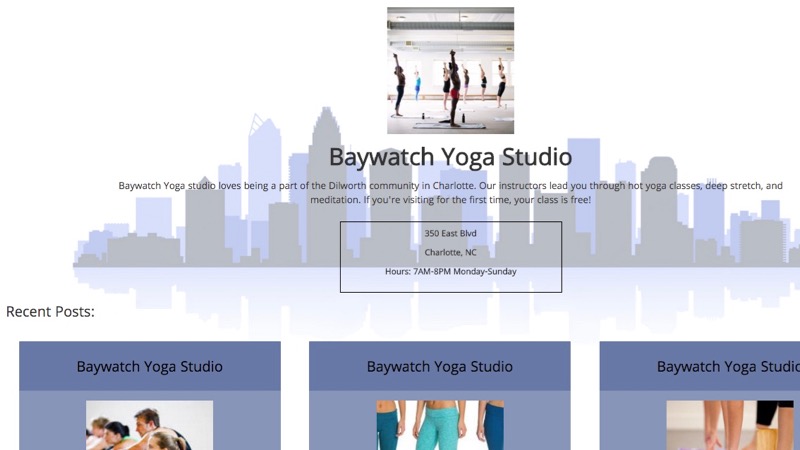 Baywatch Yoga Studio
Baywatch Yoga studio loves being a part of the Dilworth community in Charlotte. Our instructors lead you through hot yoga classes, deep stretch, and
meditation. If you're visiting for the first time, your class is free!
350 East Blvd
Charlotte, NC
Hours: 7AM-8PM Monday-Sunday
Recent Posts:
Baywatch Yoga Studio
Baywatch Yoga Studio
Baywatch Yoga Studio